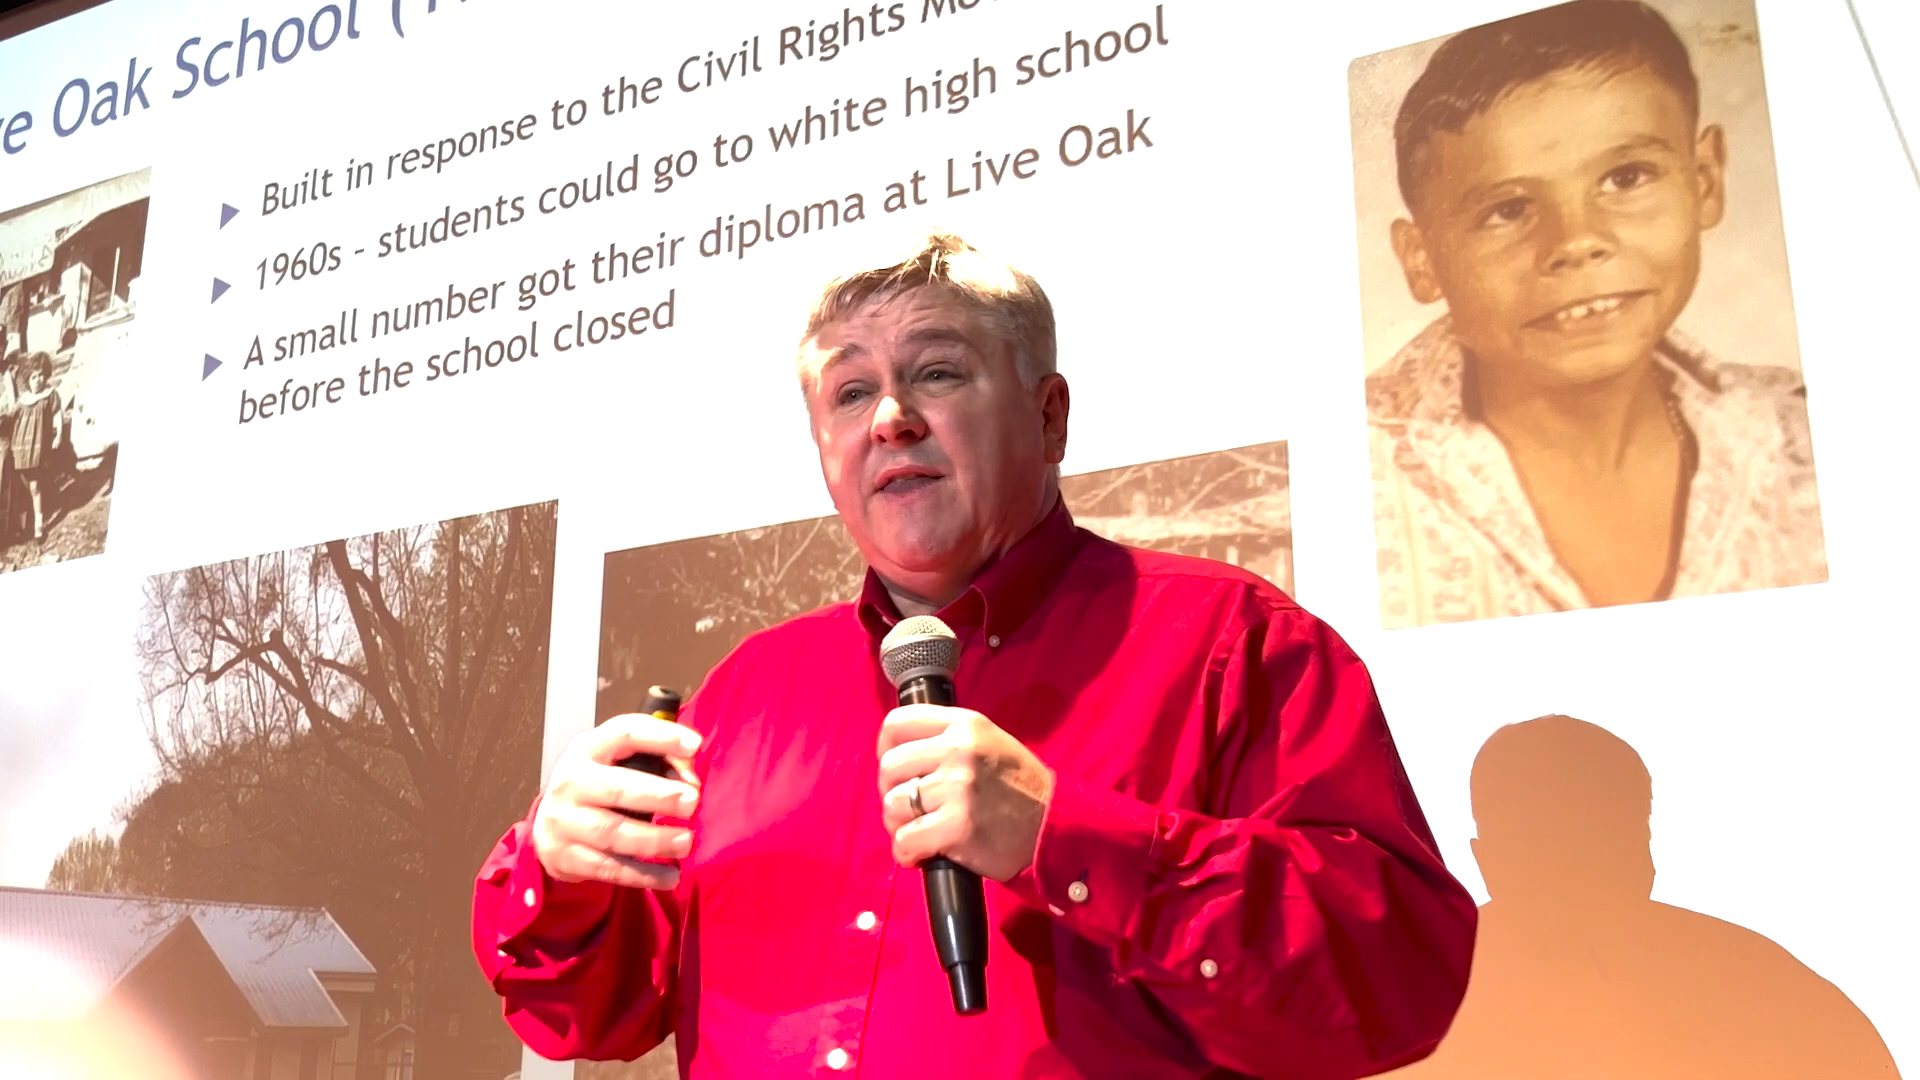 Oak School (
Built in response to the Civil Rights
1960s - students could go to white high school
A small number got their diploma at Live Oak
before the school closed